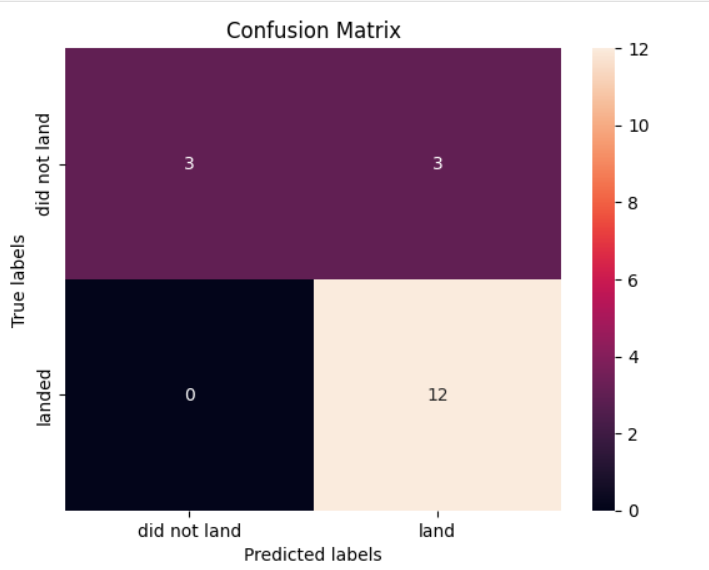 Confusion Matrix
12
did not land
3
3
10
8
True labels
6
4
landed
0
12
2
0
did not land
land
Predicted labels